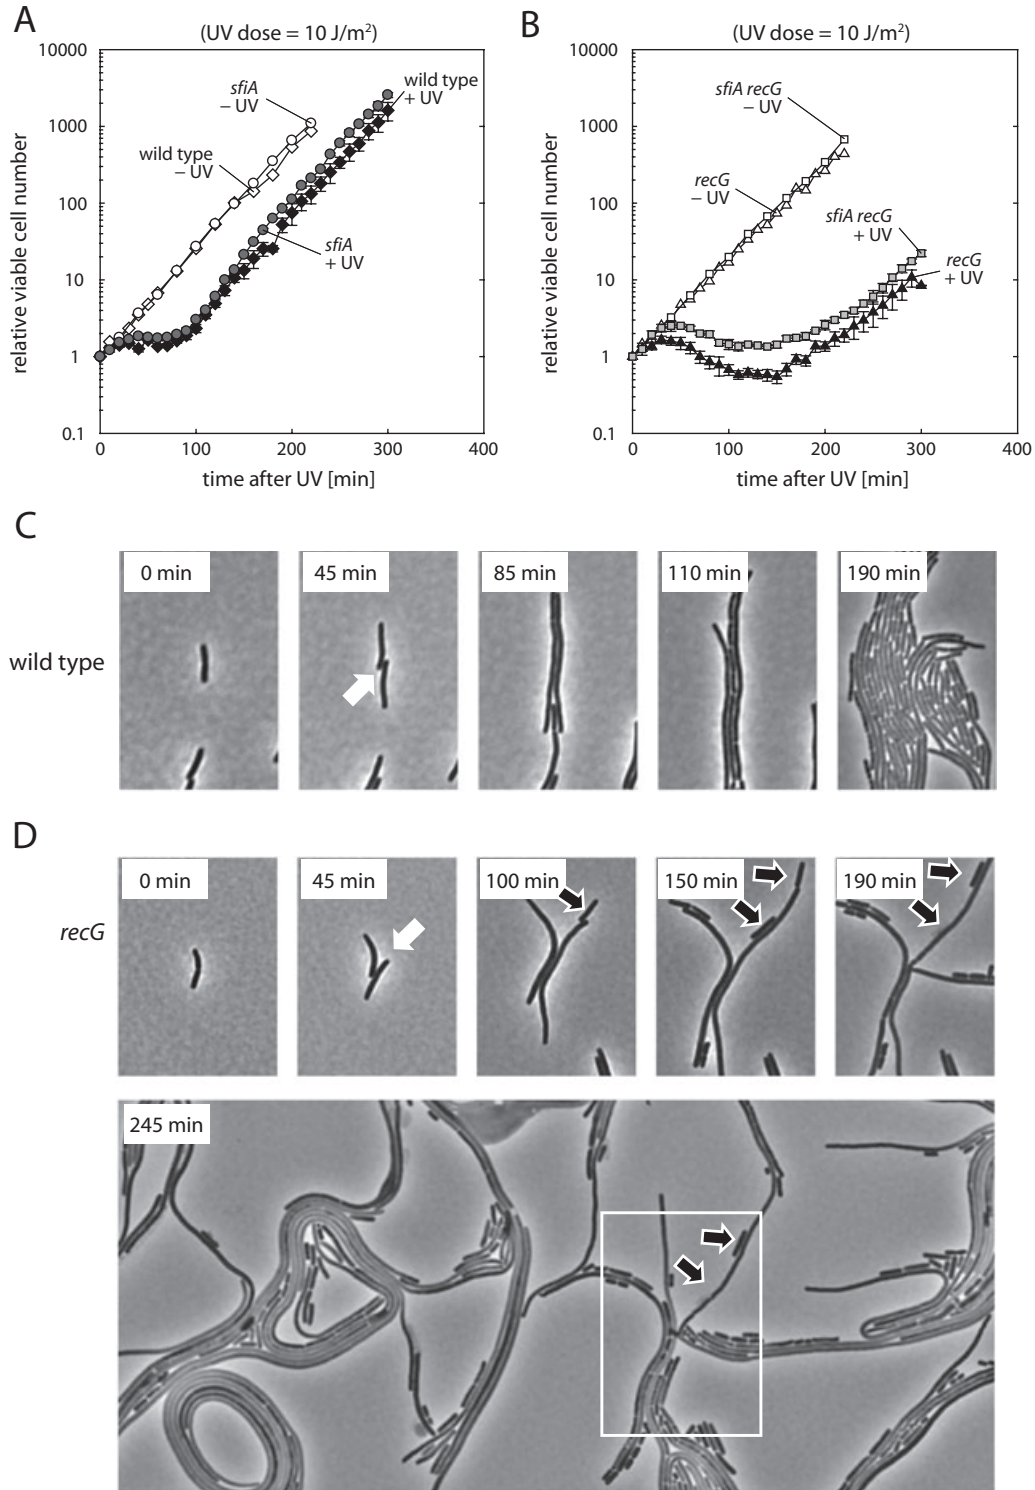 A
(UV dose = 10 J/m²)
10000
1000
100
10
1
0.1
relative viable cell number
sfiA
– UV
wild type
– UV
wild type
+ UV
sfiA
+ UV
0
100
200
300
400
time after UV [min]
B
(UV dose = 10 J/m²)
10000
1000
100
10
1
0.1
relative viable cell number
sfiA recG
– UV
recG
– UV
sfiA recG
+ UV
recG
+ UV
0
100
200
300
400
time after UV [min]
C
wild type
0 min
45 min
85 min
110 min
190 min
D
recG
0 min
45 min
100 min
150 min
190 min
245 min